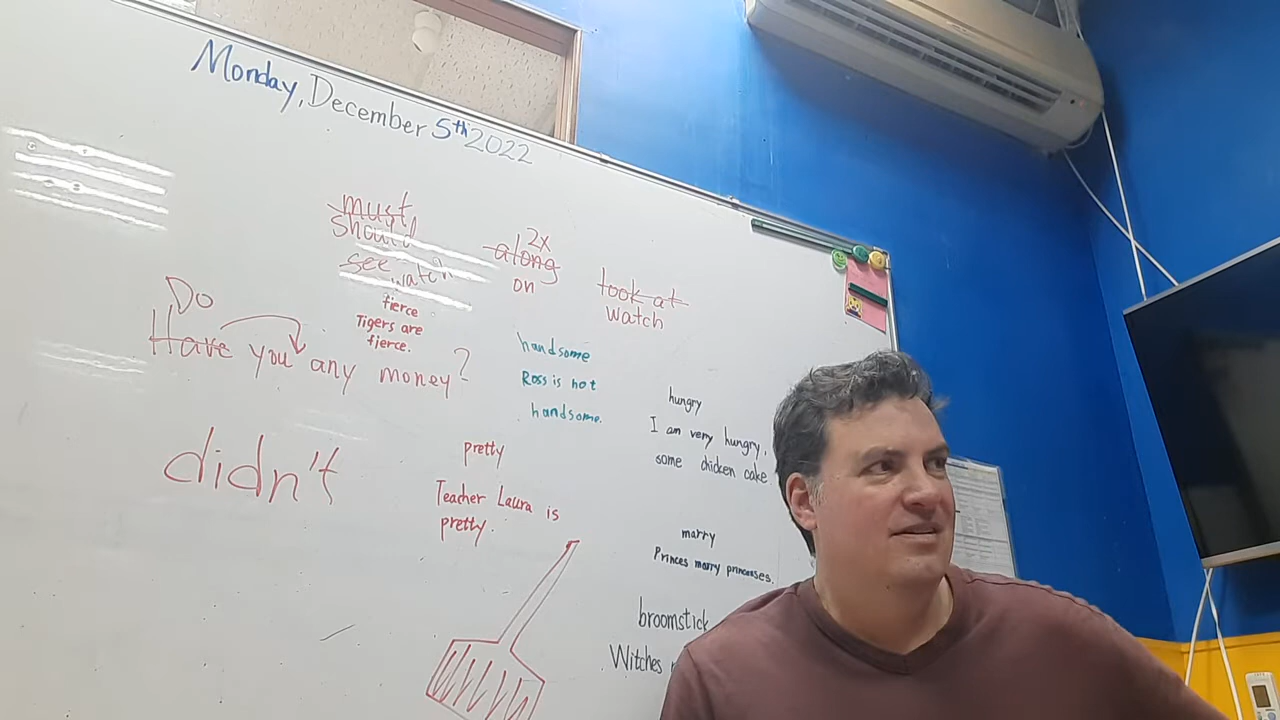 Monday, December 5th 2022
must
should
see watch
2x
along
on
took at
watch
fierce
Tigers are
fierce.
Do
Have you any money?
handsome
Ross is not
handsome.
hungry
I am very hungry,
some chicken cake
didn't
pretty
Teacher Laura is
pretty.
marry
Princes marry princesses.
broomstick
Witches